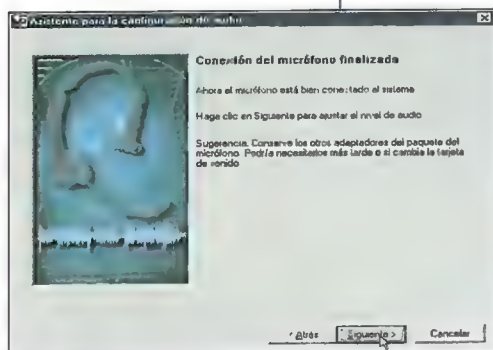 Asistente para la configuración de audio
Conexión del micrófono finalizada
Ahora el micrófono está bien conectado al sistema
Haga clic en Siguiente para ajustar el nivel de audio
Sugerencia. Conserve los otros adaptadores del paquete del
micrófono. Podría necesitarlos más tarde o si cambia la tarjeta
de sonido
< Atrás
Siguiente >
Cancelar